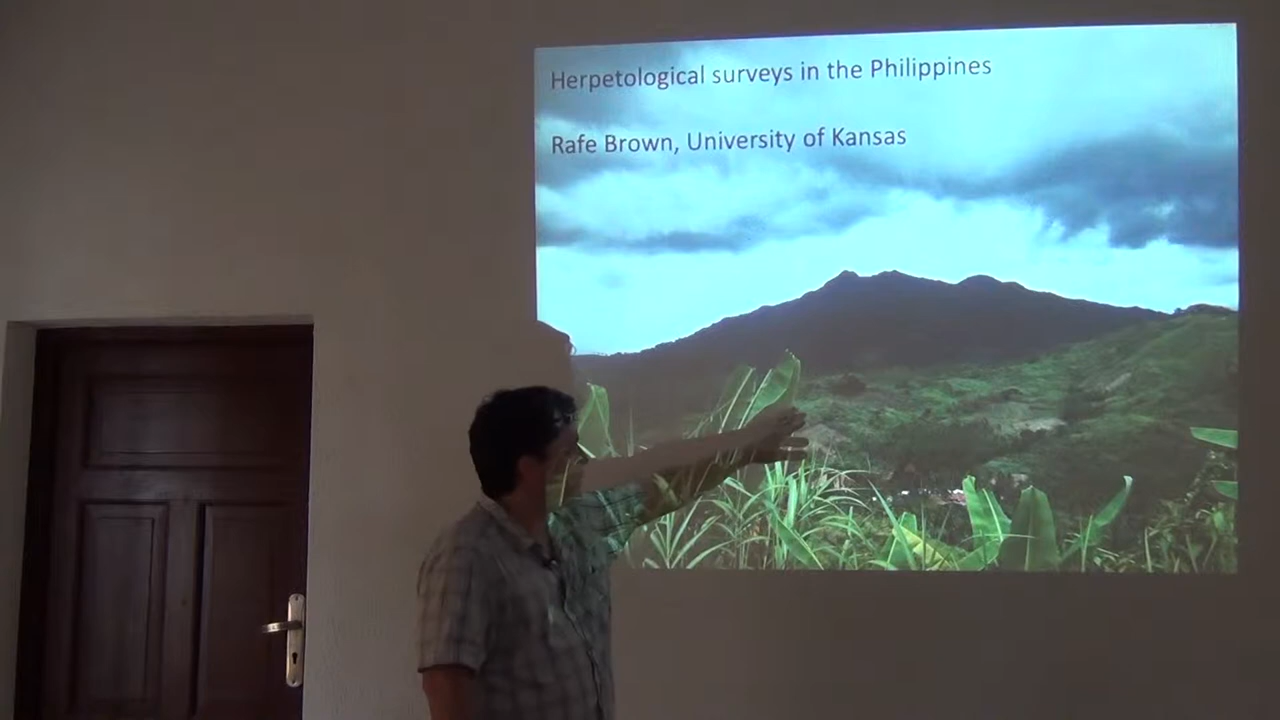 Herpetological surveys in the Philippines
Rafe Brown, University of Kansas